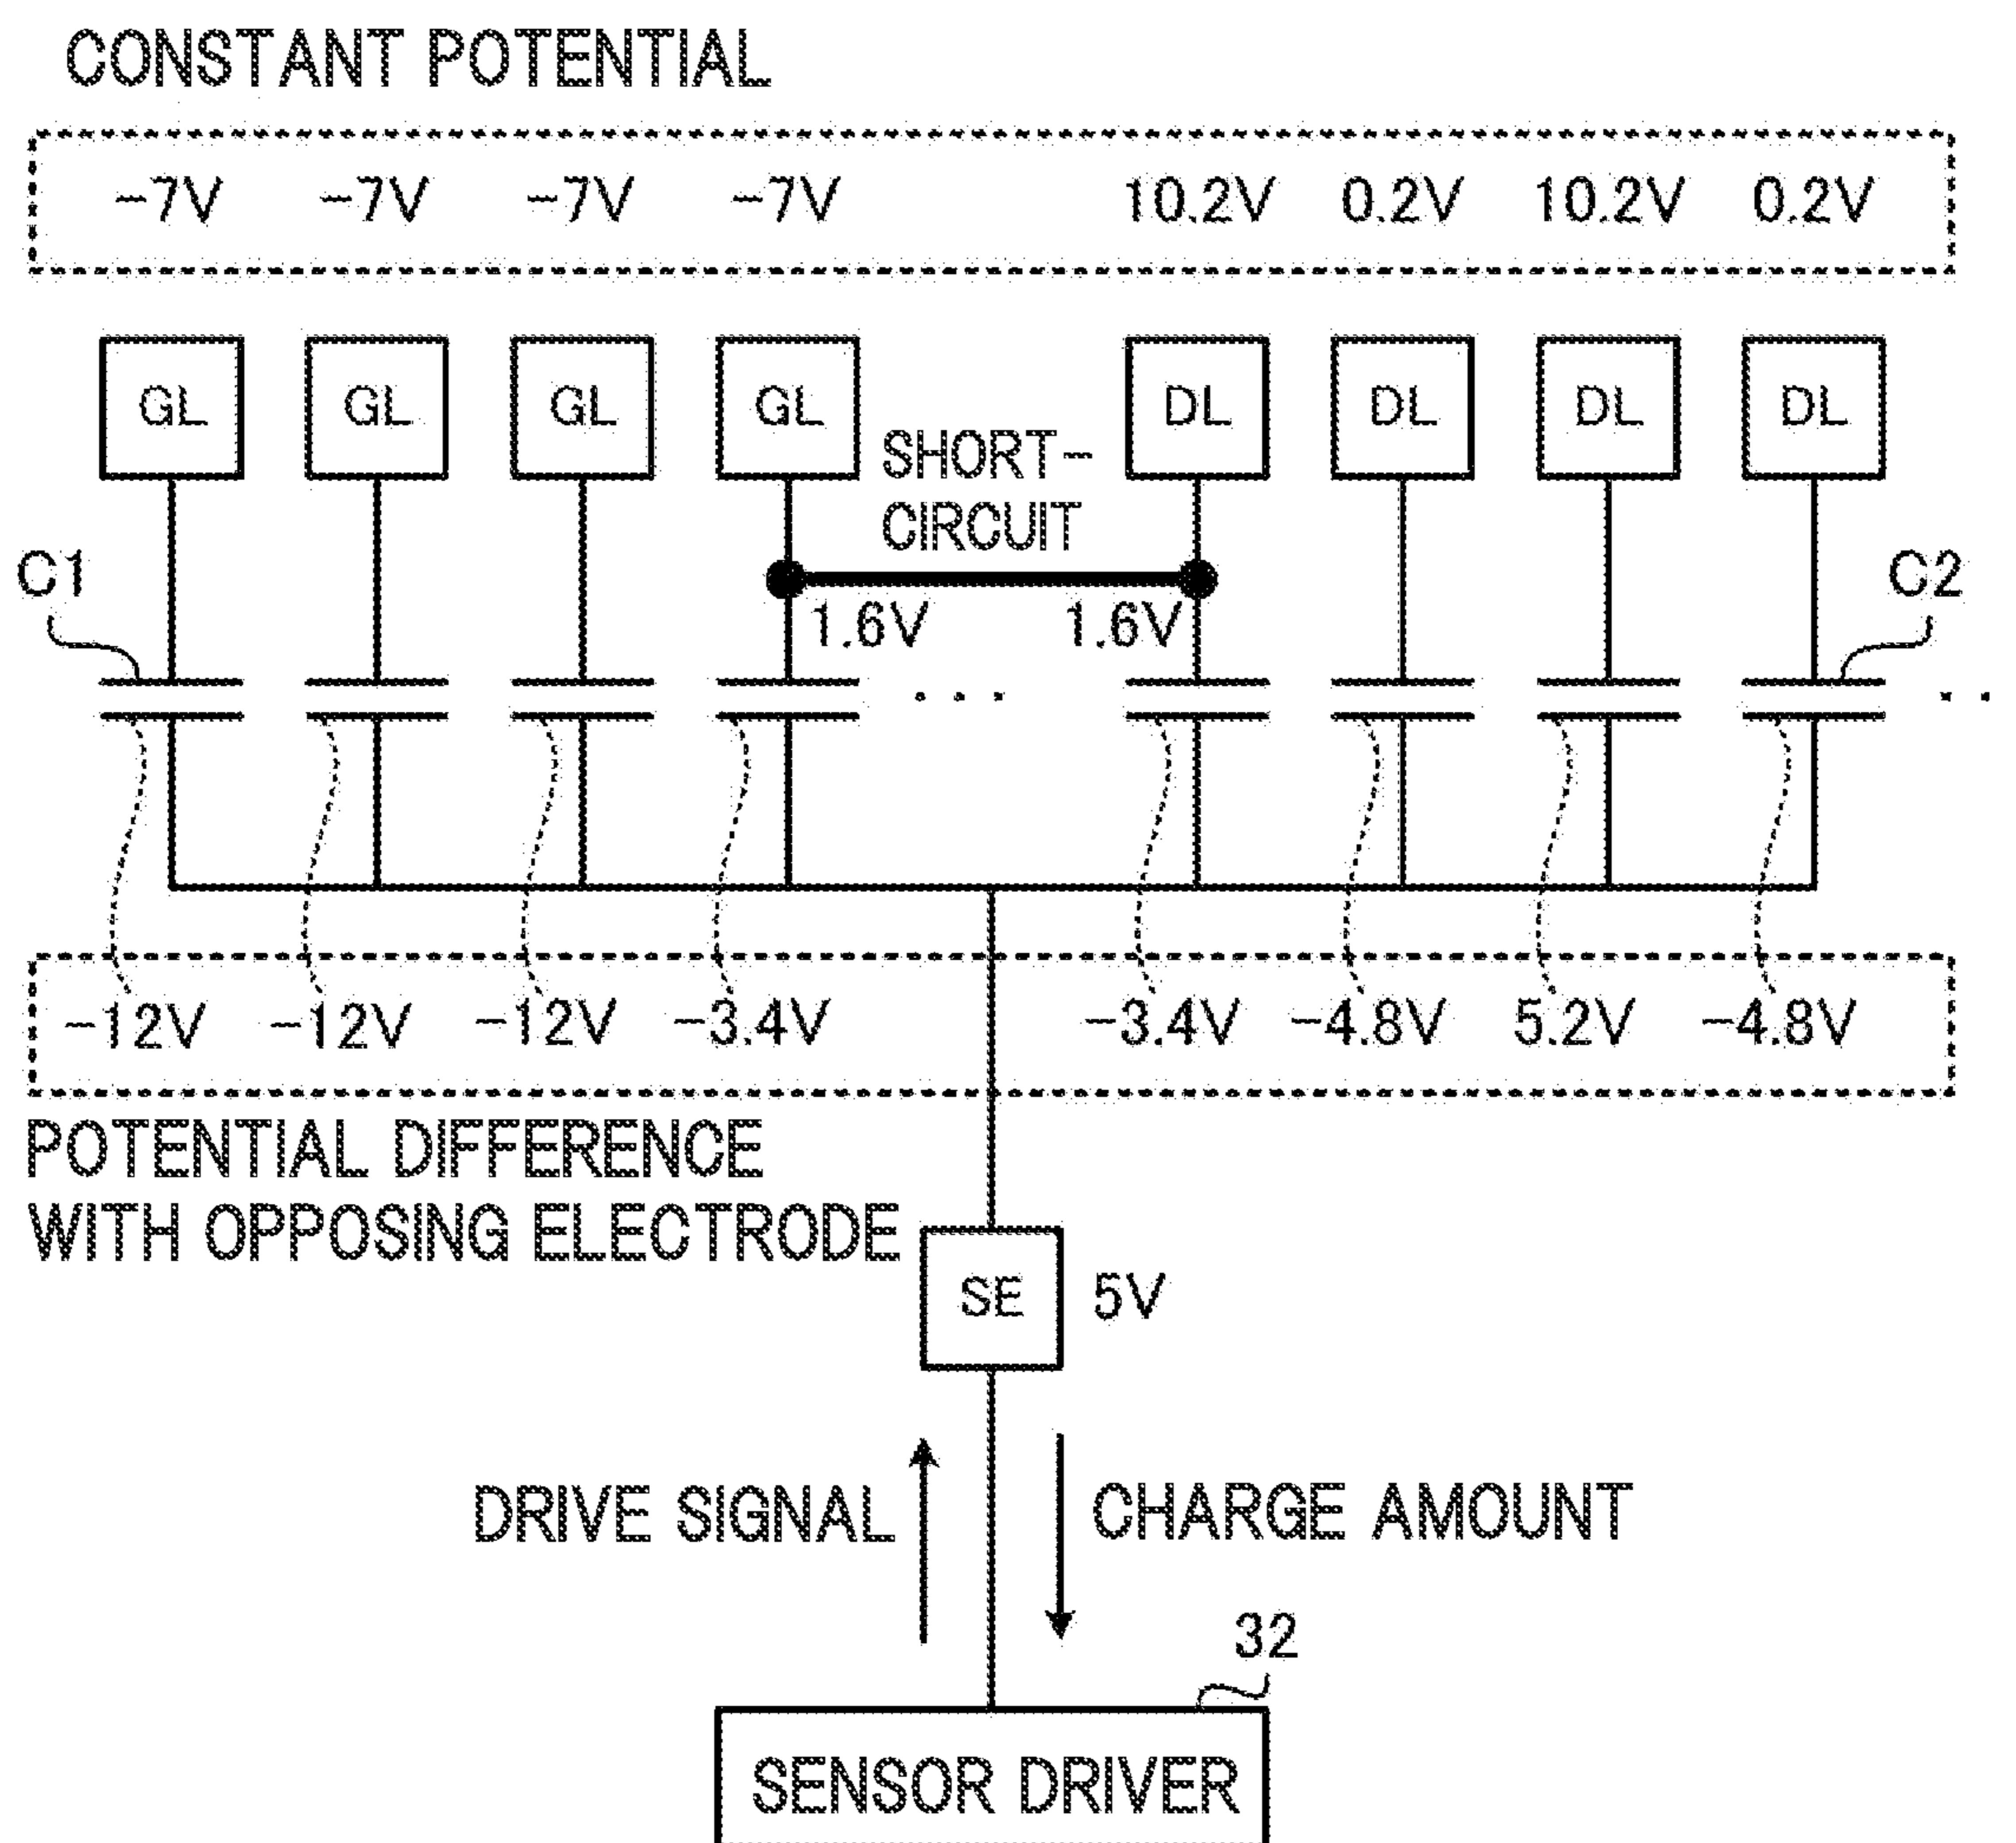 CONSTANT POTENTIAL
-7V -7V -7V -7V 10.2V 0.2V 10.2V 0.2V
GL GL GL GL DL DL DL DL
SHORT-
CIRCUIT
C1 C2
1.6V 1.6V
. . . . .
-12V -12V -12V -3.4V -3.4V -4.8V 5.2V -4.8V
POTENTIAL DIFFERENCE
WITH OPPOSING ELECTRODE
SE 5V
DRIVE SIGNAL CHARGE AMOUNT
32
SENSOR DRIVER